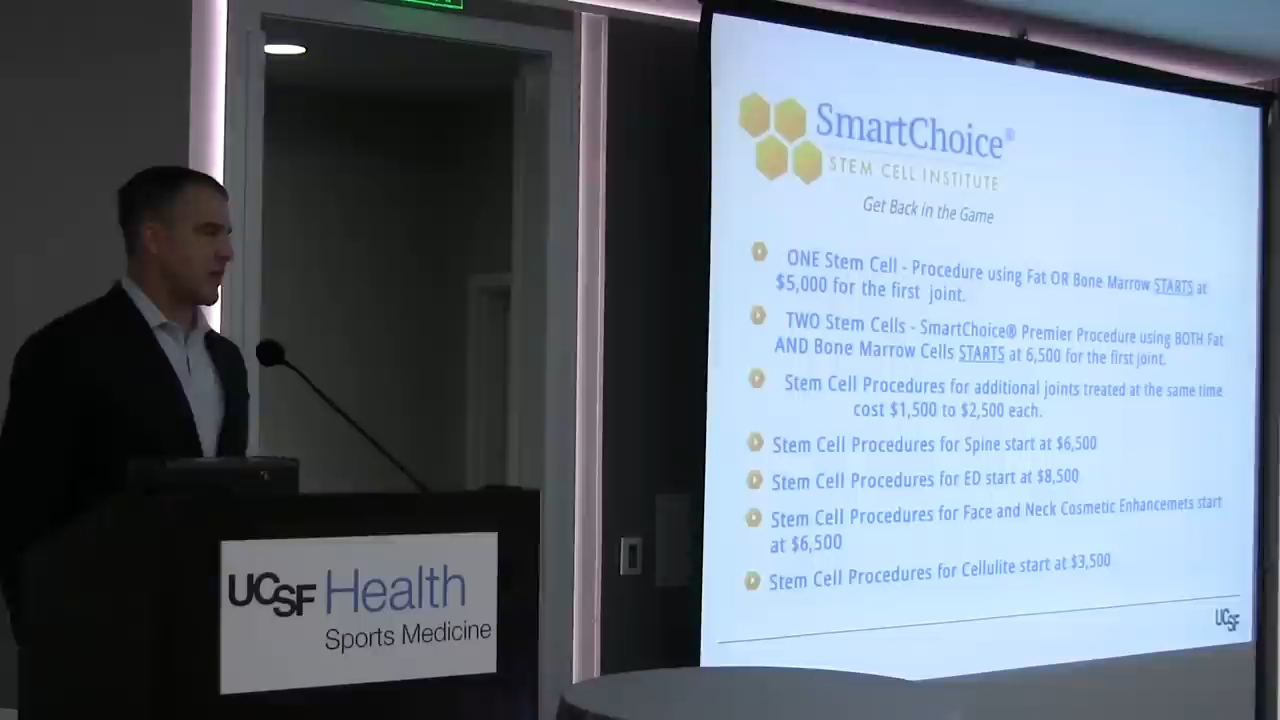 SmartChoice®
STEM CELL INSTITUTE
Get Back in the Game
ONE Stem Cell - Procedure using Fat OR Bone Marrow STARTS at
$5,000 for the first joint.
TWO Stem Cells - SmartChoice® Premier Procedure using BOTH Fat
AND Bone Marrow Cells STARTS at 6,500 for the first joint.
Stem Cell Procedures for additional joints treated at the same time
cost $1,500 to $2,500 each.
Stem Cell Procedures for Spine start at $6,500
Stem Cell Procedures for ED start at $8,500
Stem Cell Procedures for Face and Neck Cosmetic Enhancemets start
at $6,500
Stem Cell Procedures for Cellulite start at $3,500
UCSF
UCSF Health
Sports Medicine